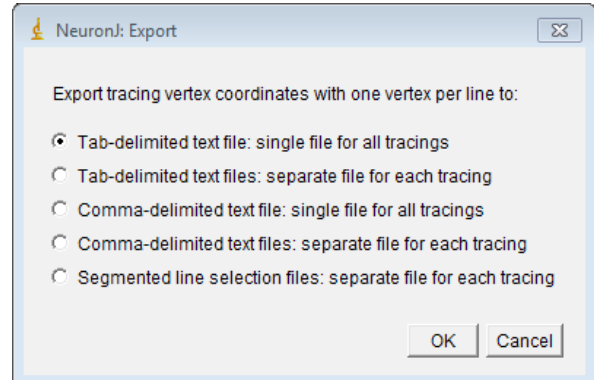 NeuronJ: Export
Export tracing vertex coordinates with one vertex per line to:
Tab-delimited text file: single file for all tracings
Tab-delimited text files: separate file for each tracing
Comma-delimited text file: single file for all tracings
Comma-delimited text files: separate file for each tracing
Segmented line selection files: separate file for each tracing
OK Cancel